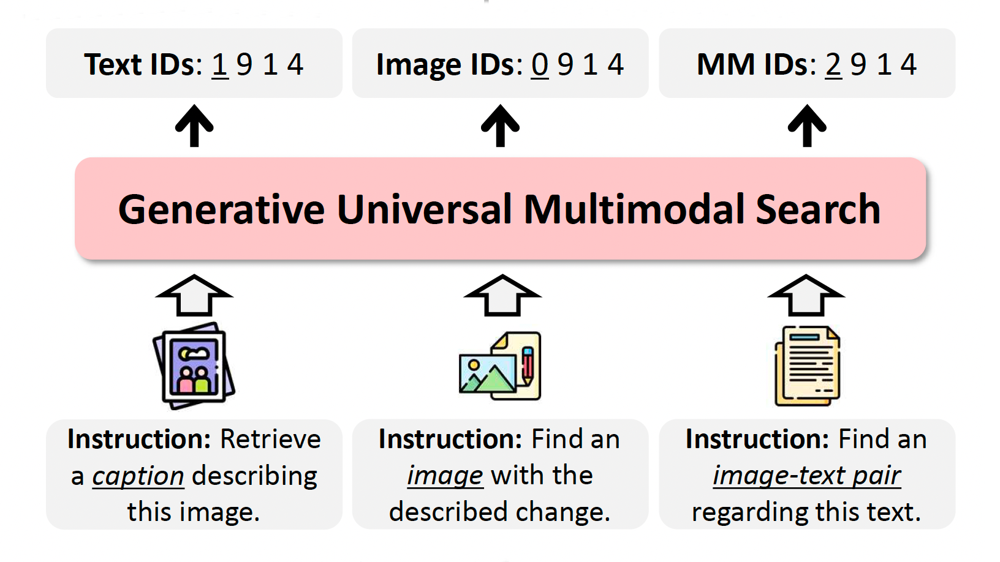 Text IDs: 1 9 1 4
Image IDs: 0 9 1 4
MM IDs: 2 9 1 4
Generative Universal Multimodal Search
Instruction: Retrieve
a caption describing
this image.
Instruction: Find an
image with the
described change.
Instruction: Find an
image-text pair
regarding this text.